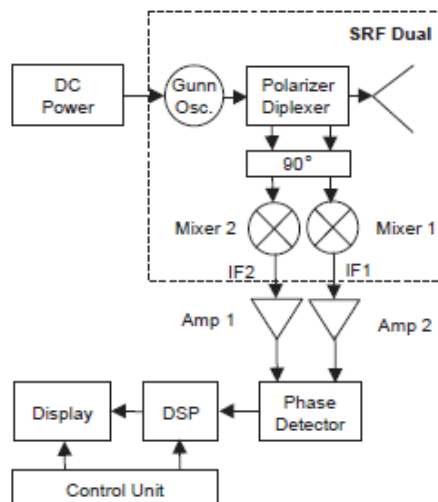 SRF Dual
DC
Power
Gunn
Osc.
Polarizer
Diplexer
90°
Mixer 2
Mixer 1
IF2
IF1
Amp 1
Amp 2
Display
DSP
Phase
Detector
Control Unit